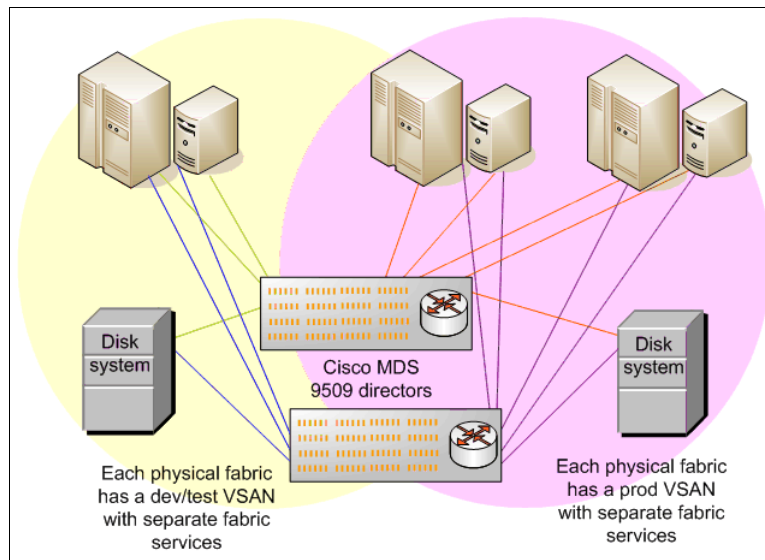 Disk
system
Cisco MDS
9509 directors
Disk
system
Each physical fabric
has a dev/test VSAN
with separate fabric
services
Each physical fabric
has a prod VSAN
with separate fabric
services